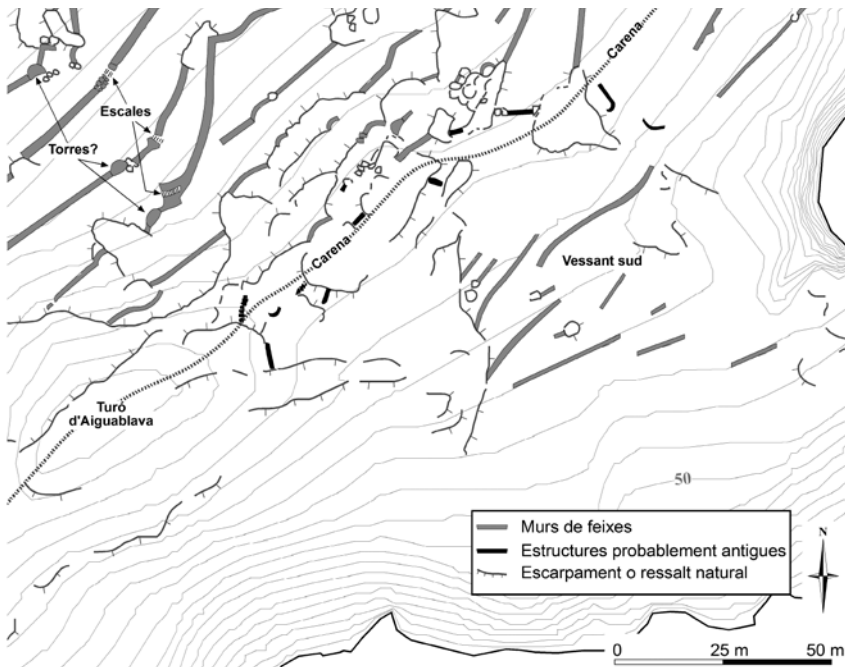 Carena
Escales
Torres?
Carena
Vessant sud
Turó
d'Aiguablava
50
Murs de feixes
Estructures probablement antigues
Escarpament o ressalt natural
N
0 25 m 50 m